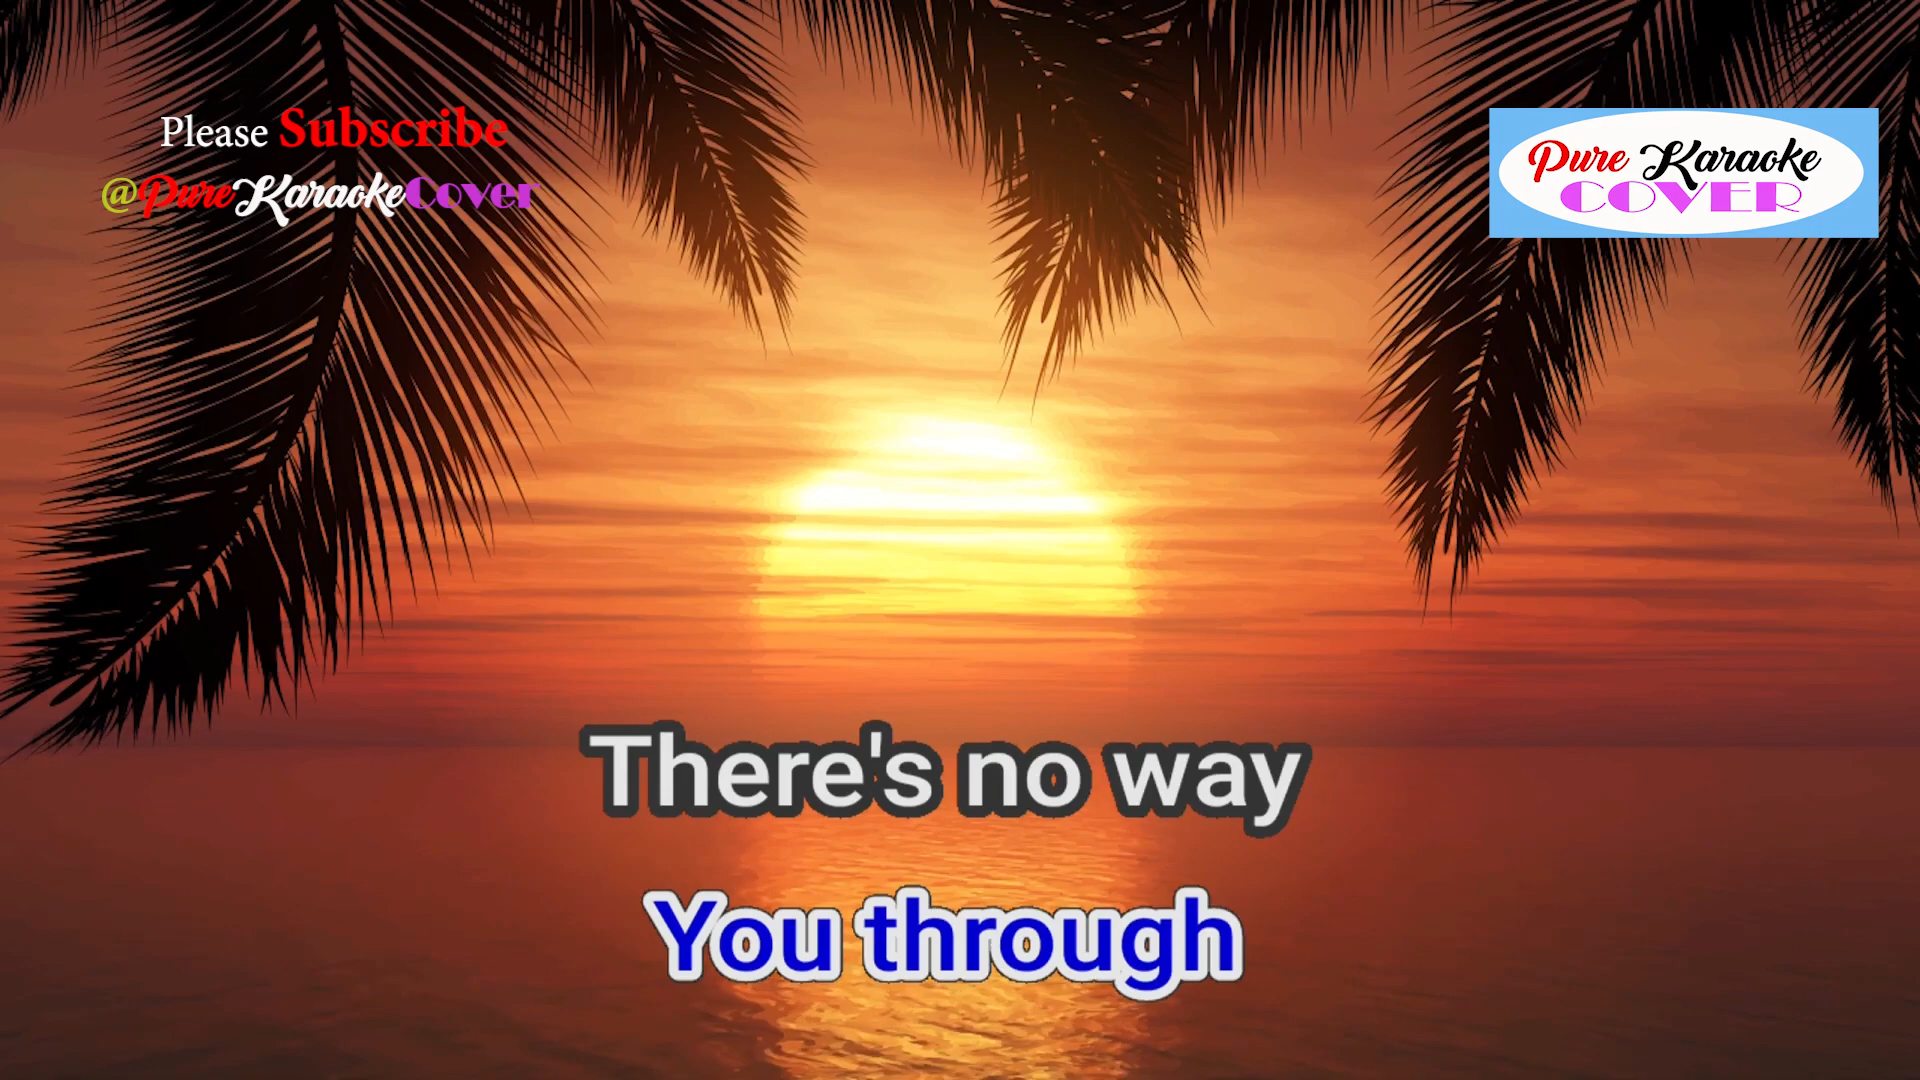 Please Subscribe
@PureKaraokeCover
Pure Karaoke
COVER
There's no way
You through